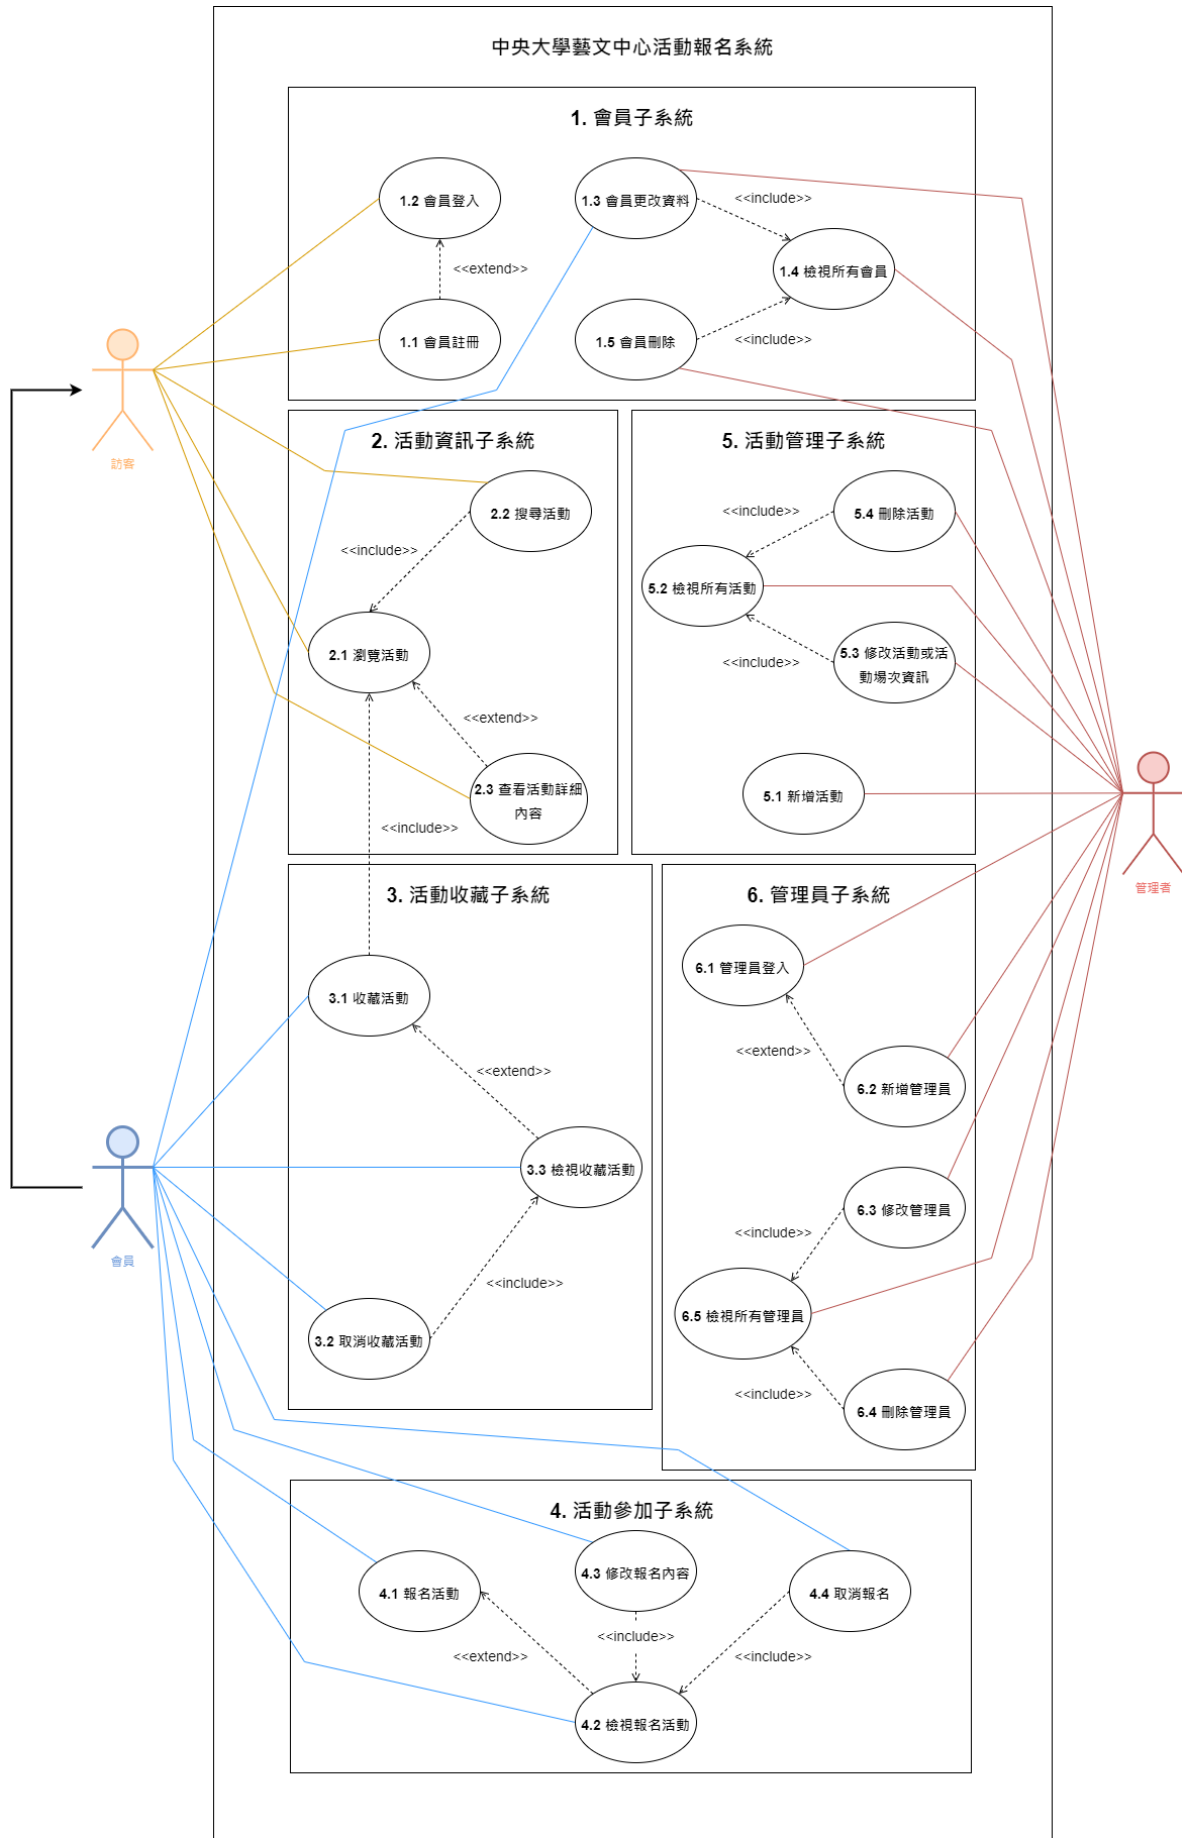 中央大學藝文中心活動報名系統
1. 會員子系統
1.2 會員登入
1.3 會員更改資料
<<include>>
1.4 檢視所有會員
<<extend>>
1.1 會員註冊
1.5 會員刪除
<<include>>
訪客
2. 活動資訊子系統
2.2 搜尋活動
<<include>>
2.1 瀏覽活動
<<extend>>
2.3 查看活動詳細
內容
<<include>>
5. 活動管理子系統
5.4 刪除活動
<<include>>
5.2 檢視所有活動
<<include>>
5.3 修改活動或活
動場次資訊
5.1 新增活動
管理者
3. 活動收藏子系統
3.1 收藏活動
<<extend>>
3.3 檢視收藏活動
<<include>>
3.2 取消收藏活動
會員
6. 管理員子系統
6.1 管理員登入
<<extend>>
6.2 新增管理員
6.3 修改管理員
<<include>>
6.5 檢視所有管理員
<<include>>
6.4 刪除管理員
4. 活動參加子系統
4.1 報名活動
4.3 修改報名內容
4.4 取消報名
<<extend>>
<<include>>
<<include>>
4.2 檢視報名活動